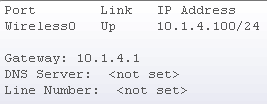 Port Link IP Address
Wireless0 Up 10.1.4.100/24
Gateway: 10.1.4.1
DNS Server: <not set>
Line Number: <not set>